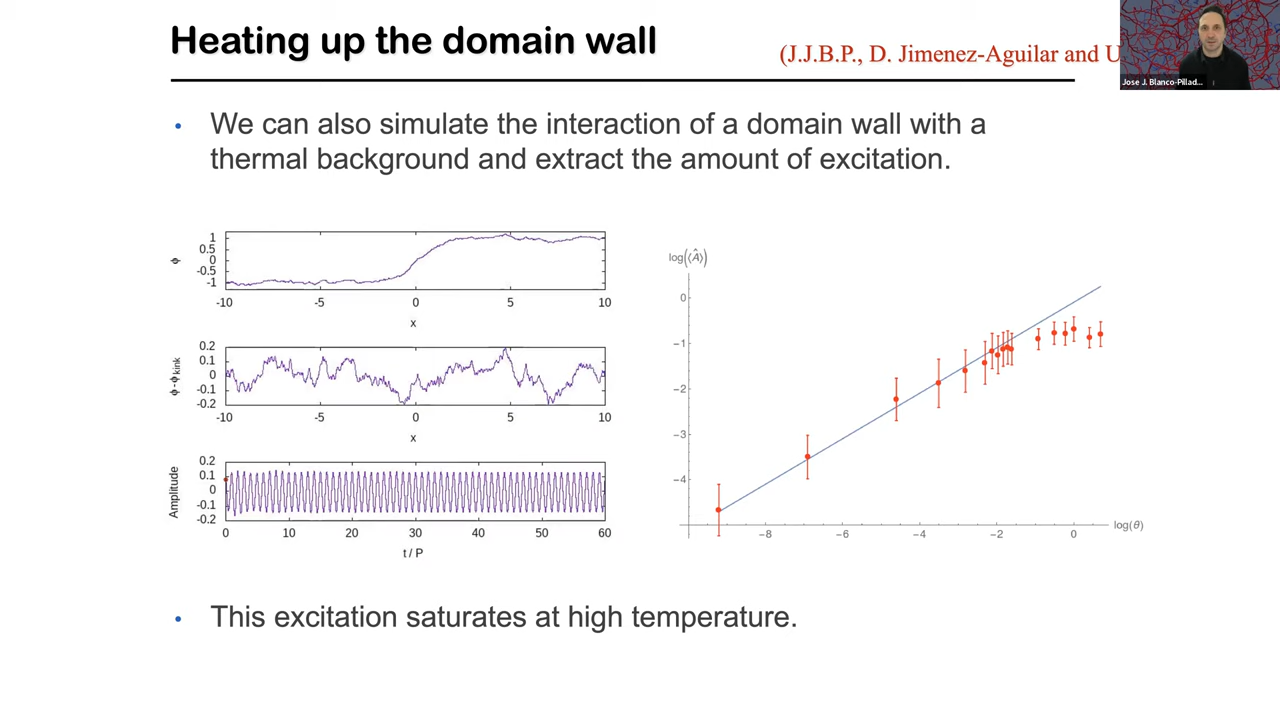 Heating up the domain wall
(J.J.B.P., D. Jimenez-Aguilar and U
Jose J. Blanco-Pillad...
• We can also simulate the interaction of a domain wall with a
thermal background and extract the amount of excitation.
1
0.5
0
-0.5
-1
ϕ
-10 -5 0 5 10
x
0.2
0.1
0
-0.1
-0.2
ϕ - ϕkink
-10 -5 0 5 10
x
0.2
0.1
0
-0.1
-0.2
Amplitude
0 10 20 30 40 50 60
t / P
log(⟨Â⟩)
0
−1
−2
−3
−4
−8 −6 −4 −2 0
log(θ)
• This excitation saturates at high temperature.